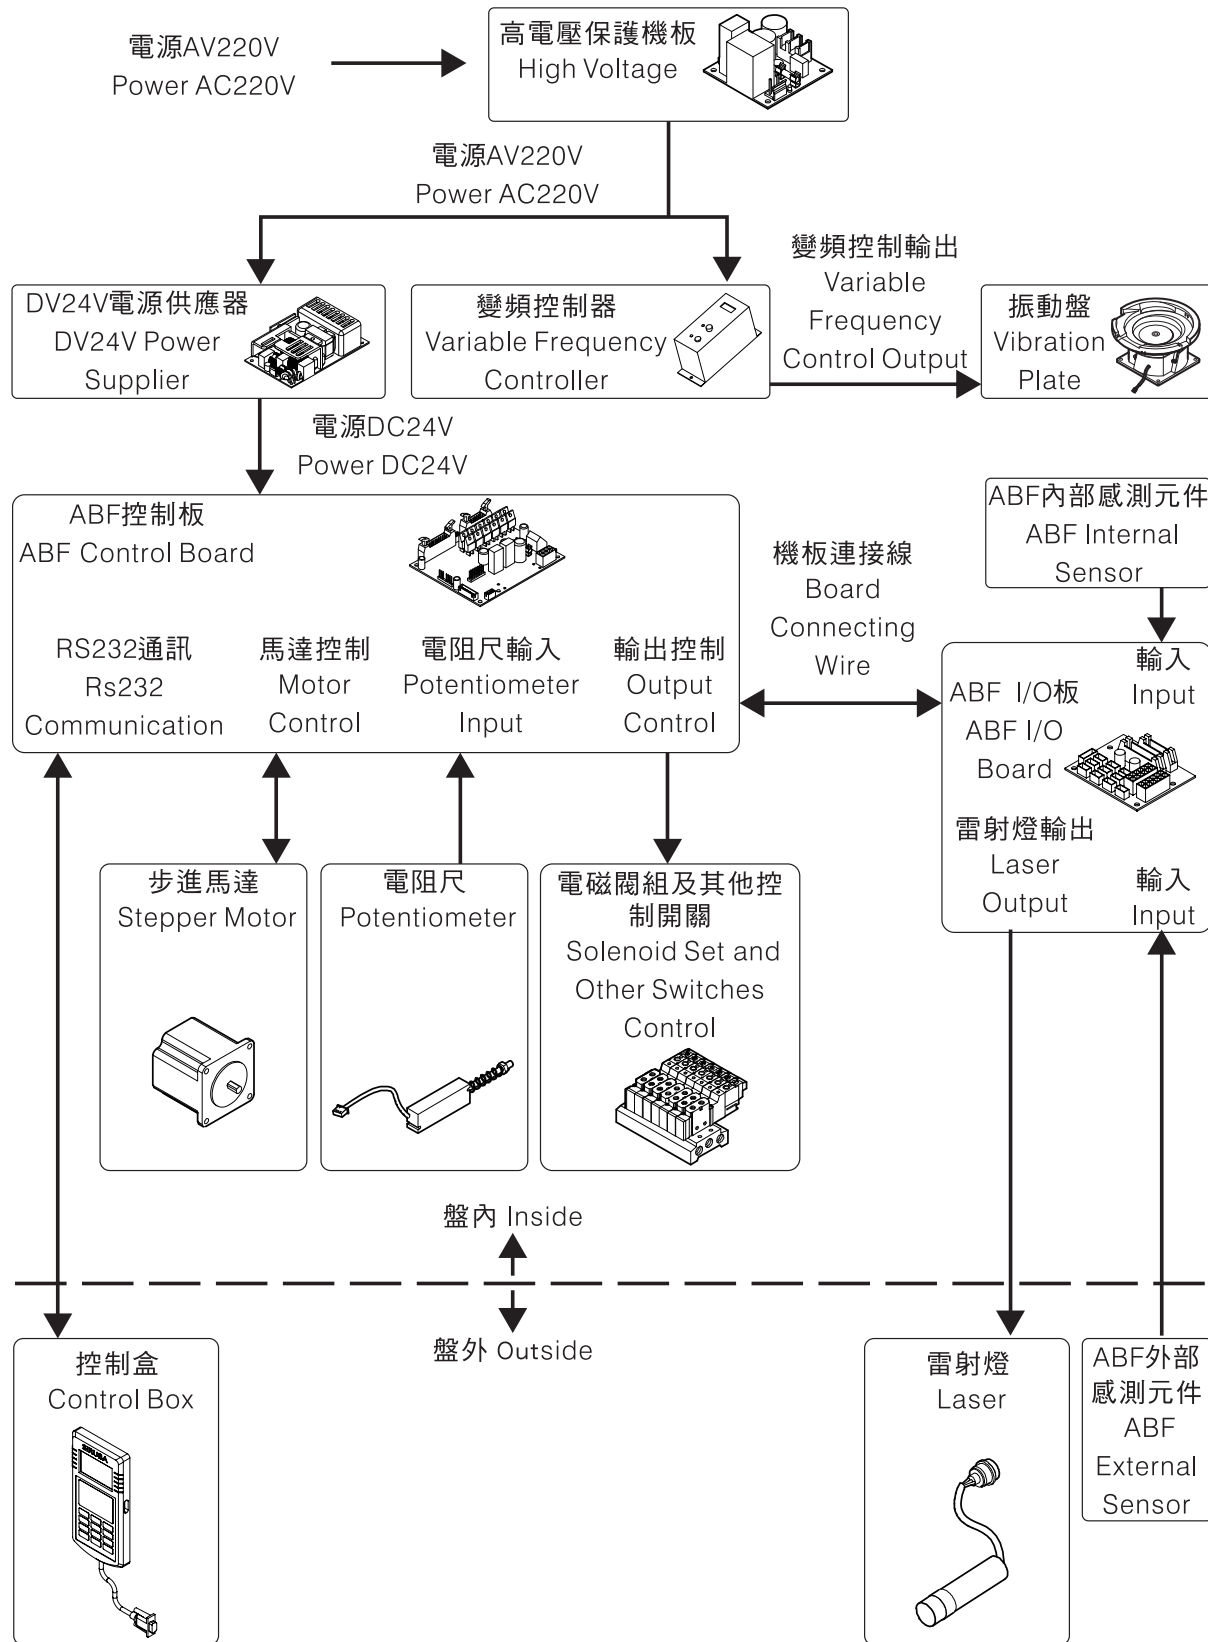 電源AV220V
Power AC220V
高電壓保護機板
High Voltage
電源AV220V
Power AC220V
DV24V電源供應器
DV24V Power
Supplier
變頻控制器
Variable Frequency
Controller
變頻控制輸出
Variable
Frequency
Control Output
振動盤
Vibration
Plate
電源DC24V
Power DC24V
ABF控制板
ABF Control Board
RS232通訊
Rs232
Communication
馬達控制
Motor
Control
電阻尺輸入
Potentiometer
Input
輸出控制
Output
Control
機板連接線
Board
Connecting
Wire
ABF內部感測元件
ABF Internal
Sensor
輸入
Input
ABF I/O板
ABF I/O
Board
雷射燈輸出
Laser
Output
輸入
Input
步進馬達
Stepper Motor
電阻尺
Potentiometer
電磁閥組及其他控
制開關
Solenoid Set and
Other Switches
Control
盤內 Inside
盤外 Outside
控制盒
Control Box
SIRUBA
雷射燈
Laser
ABF外部
感測元件
ABF
External
Sensor